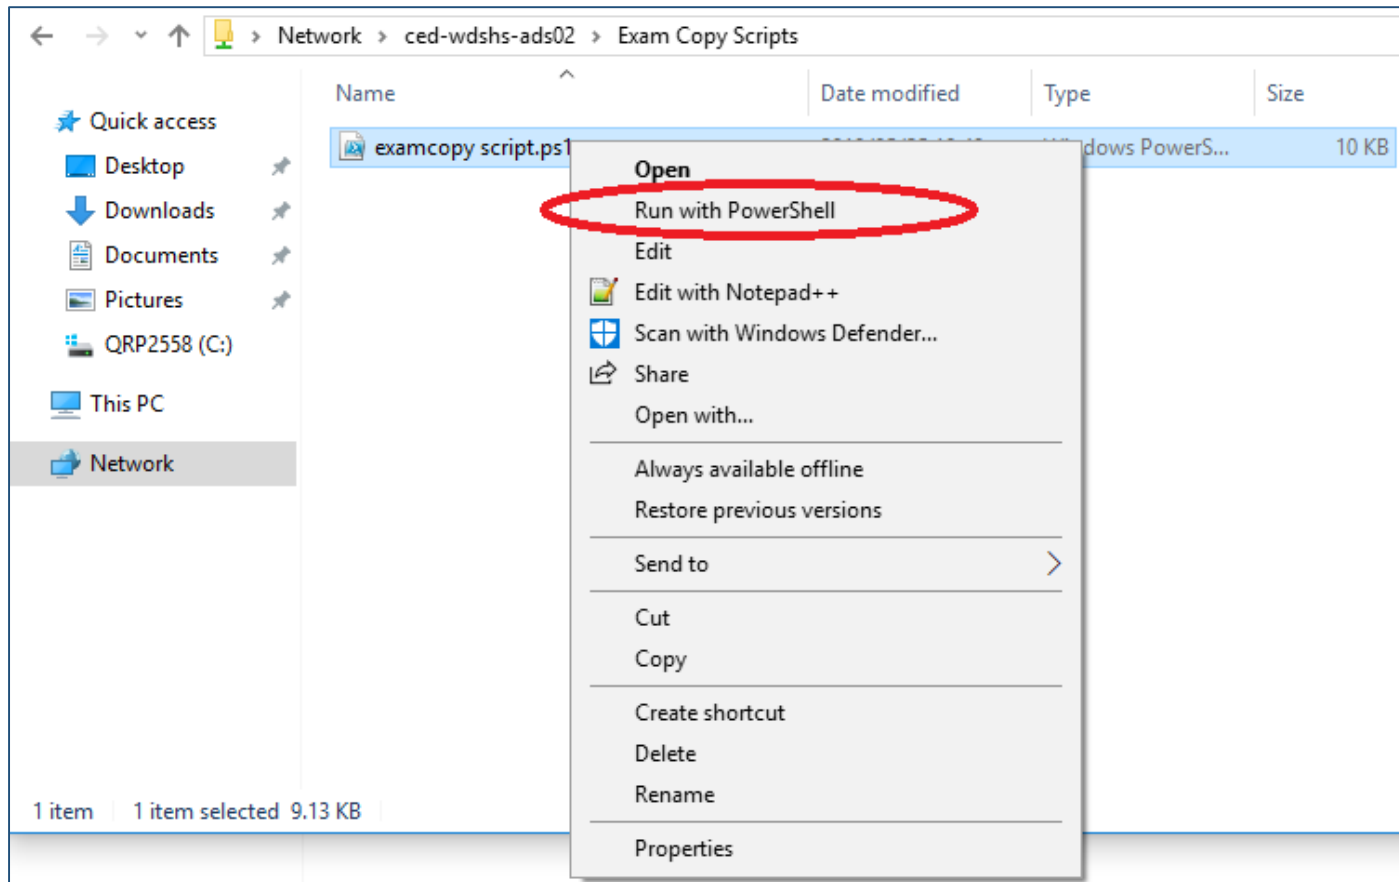 Network > ced-wdshs-ads02 > Exam Copy Scripts
Name Date modified Type Size
Quick access
Desktop
Downloads
Documents
Pictures
QRP2558 (C:)
This PC
Network
examcopy script.ps1 dows PowerS... 10 KB
Open
Run with PowerShell
Edit
Edit with Notepad++
Scan with Windows Defender...
Share
Open with...
Always available offline
Restore previous versions
Send to
Cut
Copy
Create shortcut
Delete
Rename
Properties
1 item 1 item selected 9.13 KB